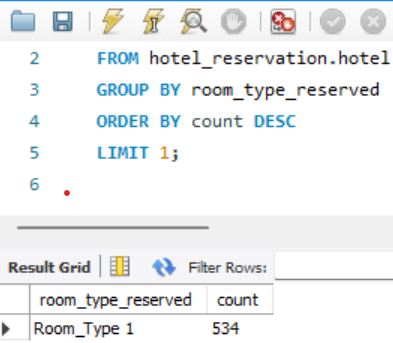 2 FROM hotel_reservation.hotel
3 GROUP BY room_type_reserved
4 ORDER BY count DESC
5 LIMIT 1;
6
Result Grid Filter Rows:
room_type_reserved count
Room_Type 1 534